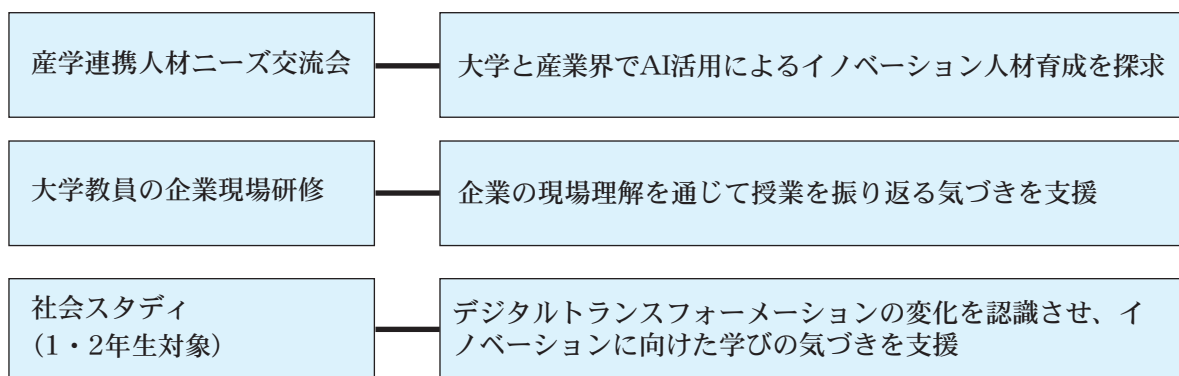 産学連携人材ニーズ交流会
大学と産業界でAI活用によるイノベーション人材育成を探求
大学教員の企業現場研修
企業の現場理解を通じて授業を振り返る気づきを支援
社会スタディ
(1・2年生対象)
デジタルトランスフォーメーションの変化を認識させ、イ
ノベーションに向けた学びの気づきを支援